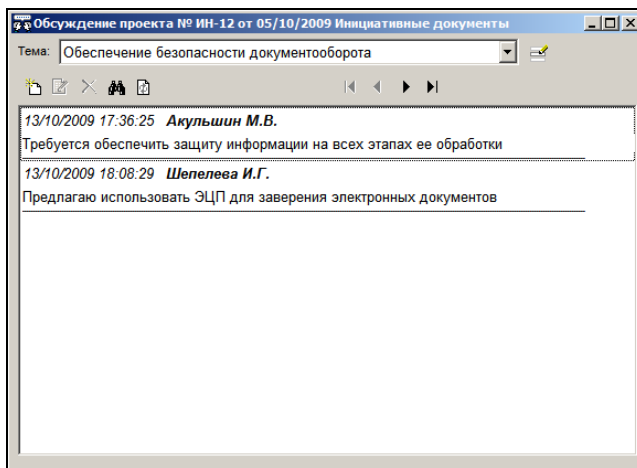 Обсуждение проекта № ИН-12 от 05/10/2009 Инициативные документы
Тема: Обеспечение безопасности документооборота
13/10/2009 17:36:25 Акульшин М.В.
Требуется обеспечить защиту информации на всех этапах ее обработки
13/10/2009 18:08:29 Шепелева И.Г.
Предлагаю использовать ЭЦП для заверения электронных документов